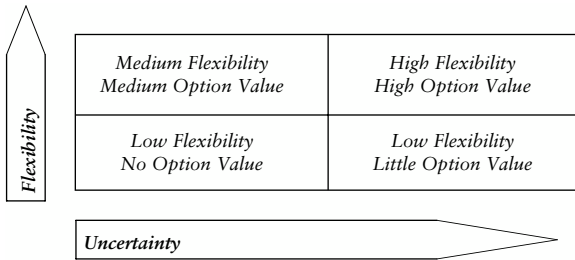 Medium Flexibility
Medium Option Value
High Flexibility
High Option Value
Low Flexibility
No Option Value
Low Flexibility
Little Option Value
Flexibility
Uncertainty